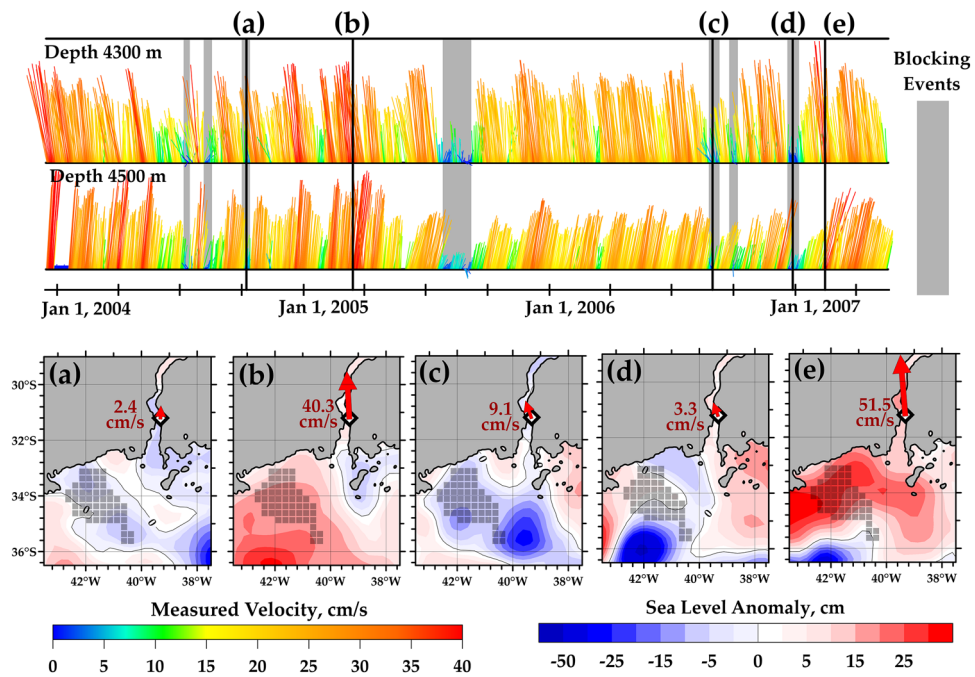 (a) (b) (c) (d) (e)
Depth 4300 m
Blocking
Events
Depth 4500 m
Jan 1, 2004 Jan 1, 2005 Jan 1, 2006 Jan 1, 2007
(a) (b) (c) (d) (e)
30°S
2.4
cm/s
40.3
cm/s
9.1
cm/s
3.3
cm/s
51.5
cm/s
32°S
34°S
36°S
42°W 40°W 38°W 42°W 40°W 38°W 42°W 40°W 38°W 42°W 40°W 38°W 42°W 40°W 38°W
Measured Velocity, cm/s
0 5 10 15 20 25 30 35 40
Sea Level Anomaly, cm
-50 -25 -15 -5 0 5 15 25